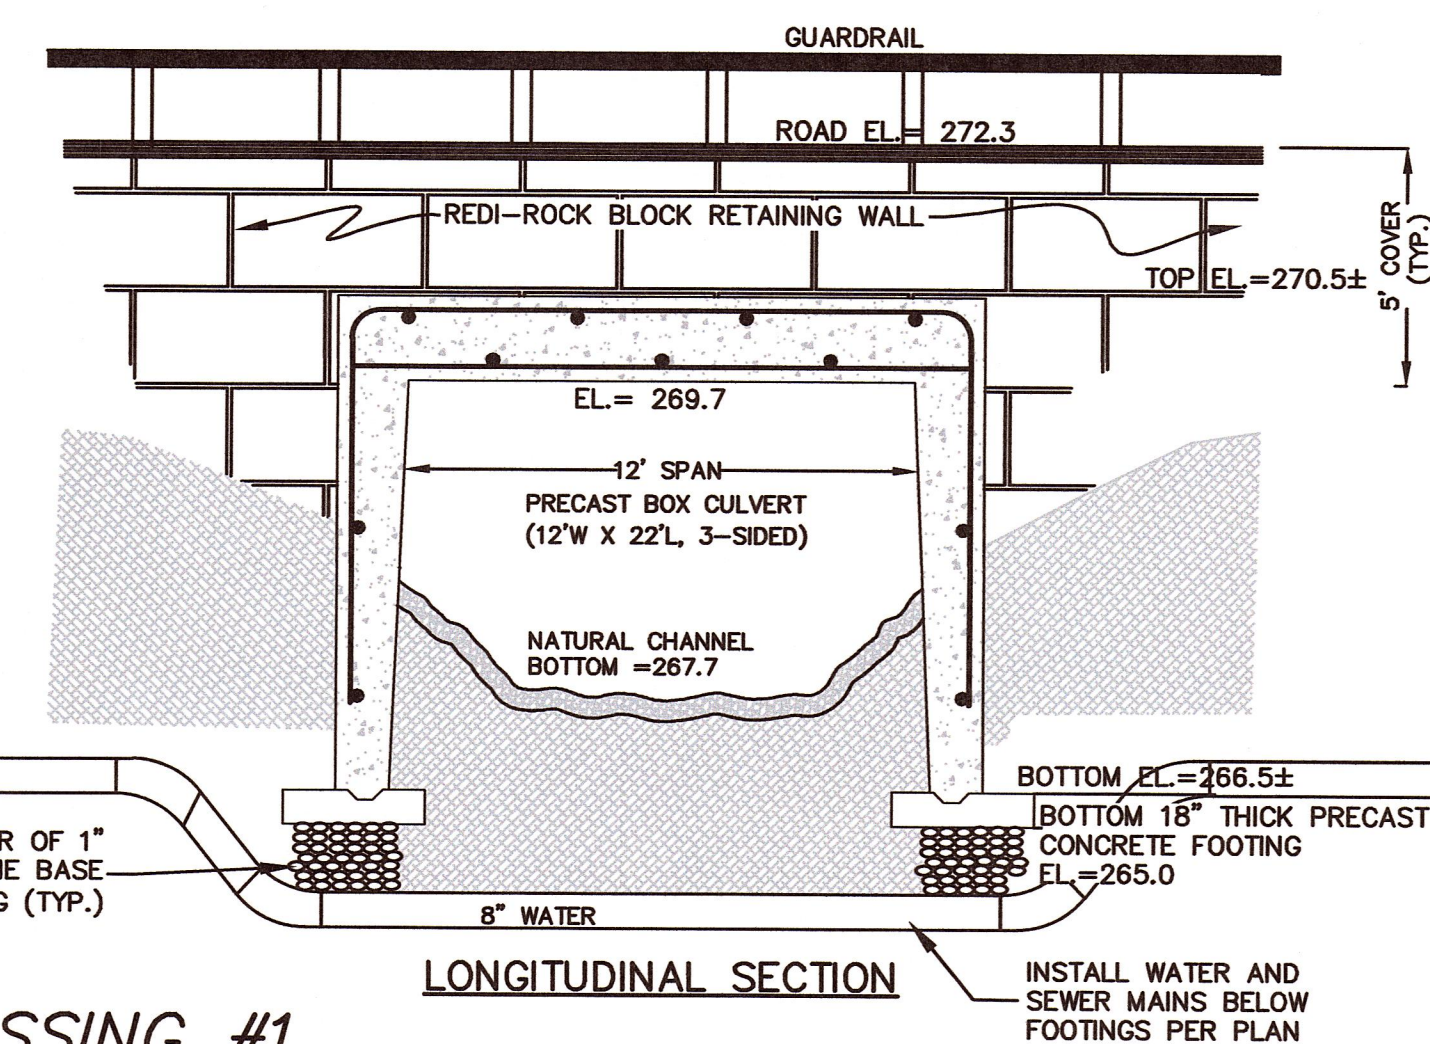 GUARDRAIL
ROAD EL.= 272.3
REDI-ROCK BLOCK RETAINING WALL
5' COVER
(TYP.)
TOP EL.=270.5±
EL.= 269.7
12' SPAN
PRECAST BOX CULVERT
(12'W X 22'L, 3-SIDED)
NATURAL CHANNEL
BOTTOM =267.7
BOTTOM EL.=266.5±
BOTTOM 18" THICK PRECAST
CONCRETE FOOTING
EL.=265.0
R OF 1"
E BASE
(TYP.)
8" WATER
LONGITUDINAL SECTION
INSTALL WATER AND
SEWER MAINS BELOW
FOOTINGS PER PLAN
SSING #1